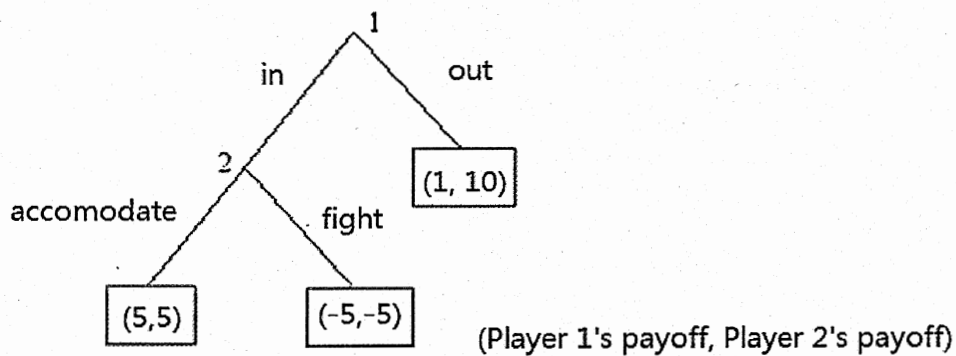 1
in
out
2
(1, 10)
accomodate
fight
(5,5)
(-5,-5)
(Player 1's payoff, Player 2's payoff)